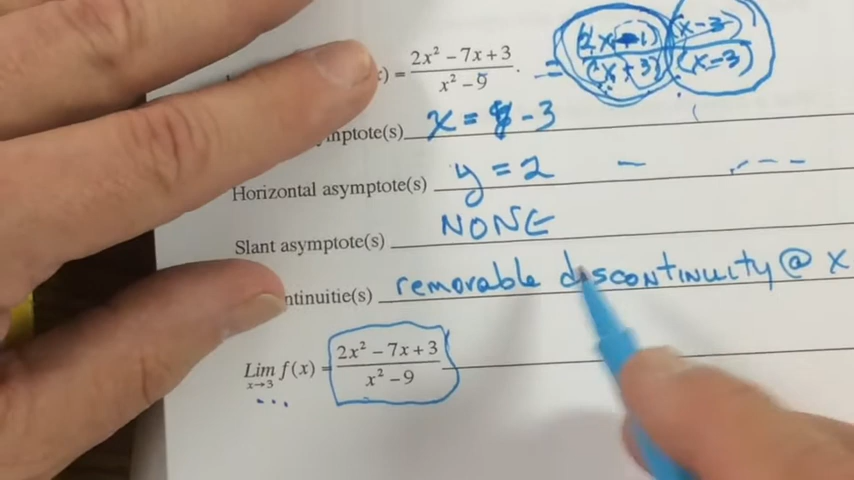 ) = 2x² − 7x + 3 / x² − 9 . = (2x − 1) (x − 3) / (x + 3) (x − 3)
mptote(s) x = -3
Horizontal asymptote(s) y = 2
Slant asymptote(s) NONE
ntinuitie(s) removable discontinuity @ x
Lim x→3 f(x) = 2x² − 7x + 3 / x² − 9